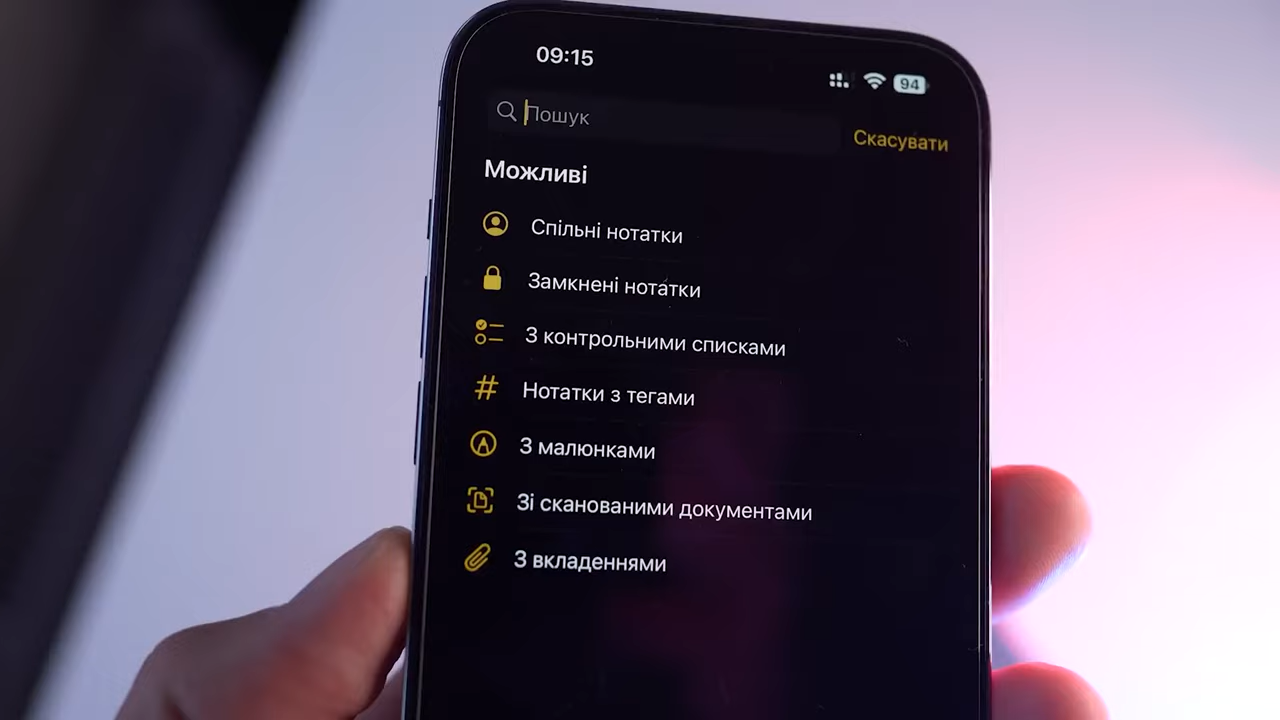 09:15
94
Пошук
Скасувати
Можливі
Спільні нотатки
Замкнені нотатки
З контрольними списками
Нотатки з тегами
З малюнками
Зі сканованими документами
З вкладеннями